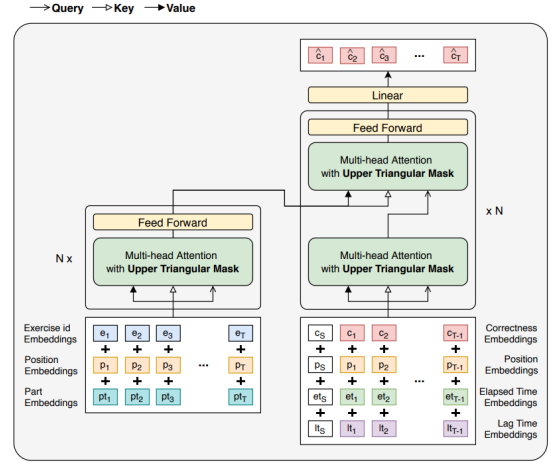 Query Key Value
ĉ1 ĉ2 ĉ3 ... ĉT
Linear
Feed Forward
Multi-head Attention
with Upper Triangular Mask
x N
Feed Forward
N x
Multi-head Attention
with Upper Triangular Mask
Multi-head Attention
with Upper Triangular Mask
Exercise id
Embeddings
e1 e2 e3 eT
+ + + +
Position
Embeddings
p1 p2 p3 ... pT
+ + + +
Part
Embeddings
pt1 pt2 pt3 ptT
cS c1 c2 cT-1
Correctness
Embeddings
+ + + +
pS p1 p2 pT-1
Position
Embeddings
+ + + ... +
etS et1 et2 etT-1
Elapsed Time
Embeddings
+ + + +
ltS lt1 lt2 ltT-1
Lag Time
Embeddings